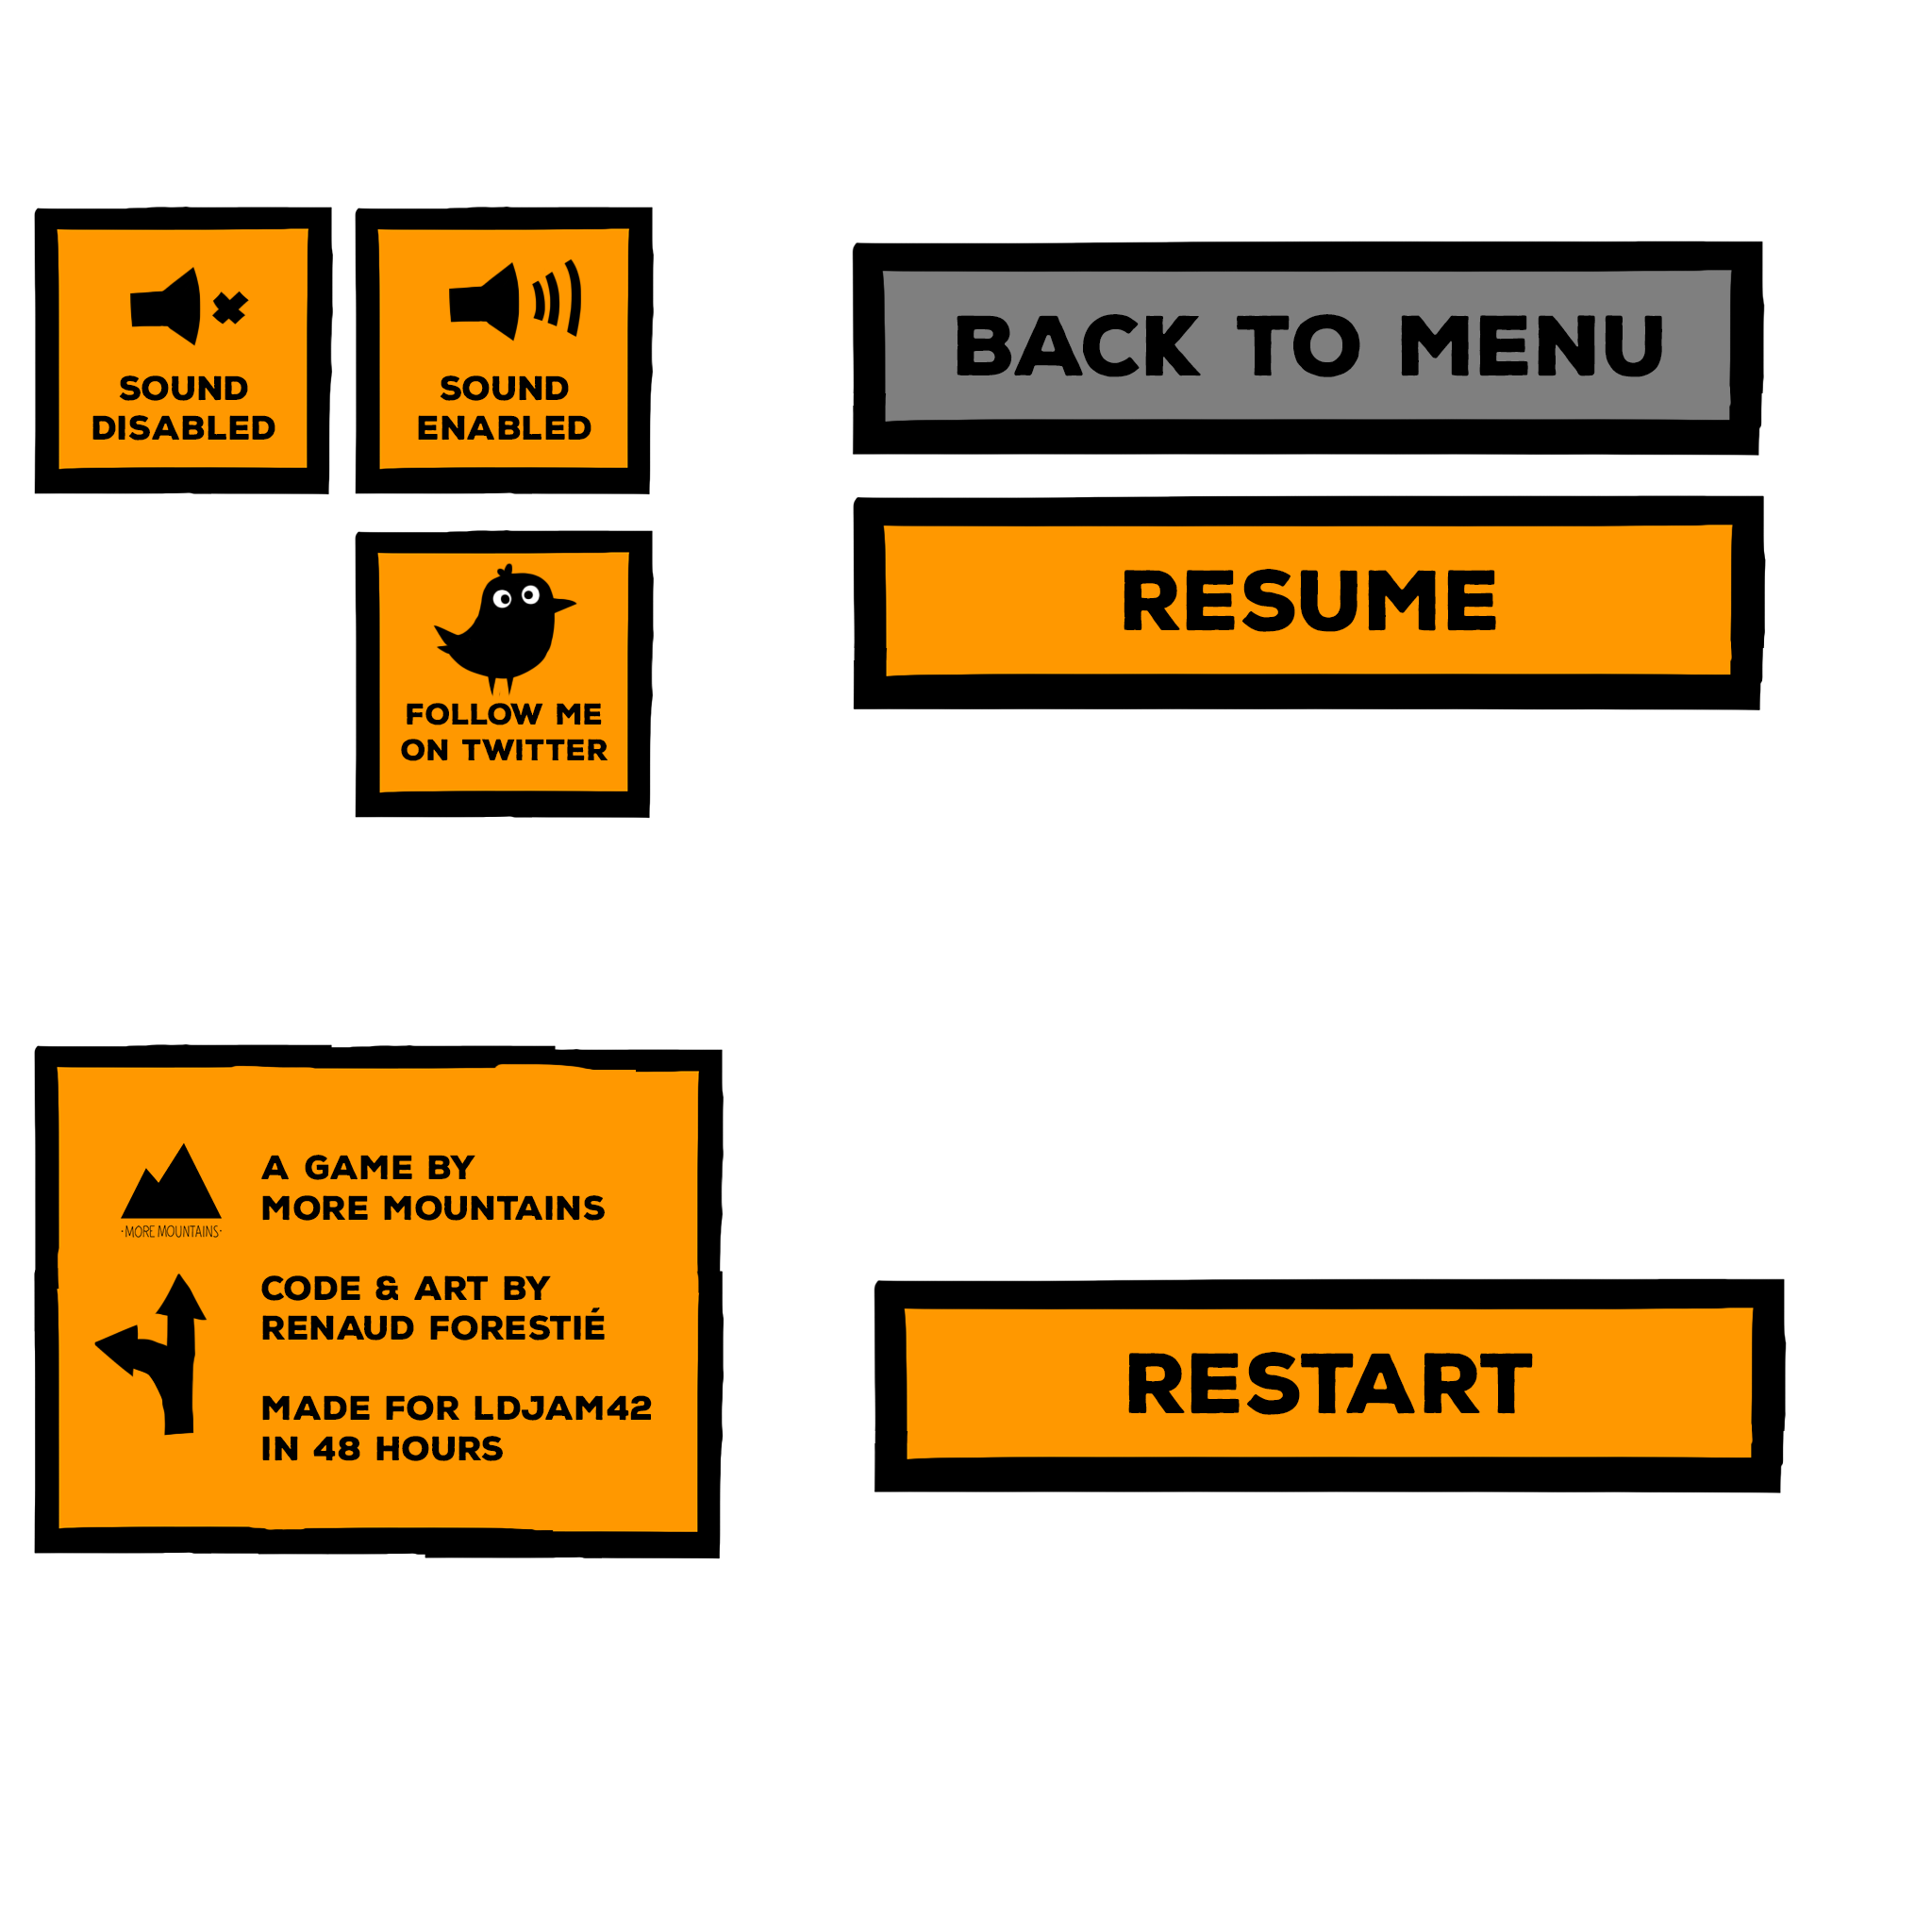 SOUND
DISABLED
SOUND
ENABLED
BACK TO MENU
RESUME
FOLLOW ME
ON TWITTER
A GAME BY
MORE MOUNTAINS
·MORE MOUNTAINS·
CODE & ART BY
RENAUD FORESTIÉ
MADE FOR LDJAM42
IN 48 HOURS
RESTART